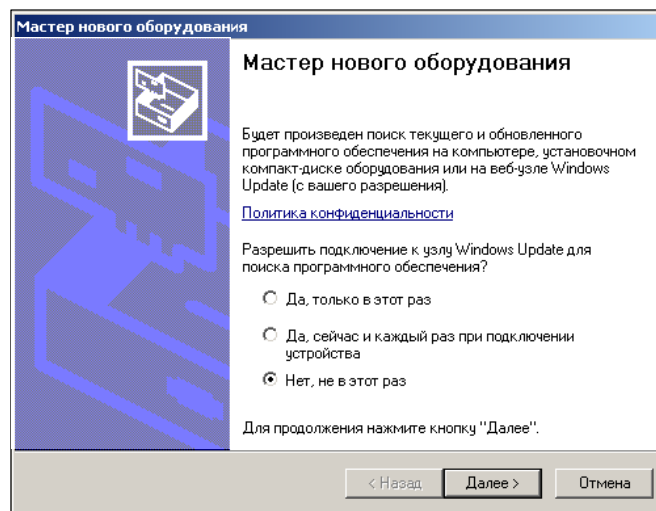 Мастер нового оборудования
Мастер нового оборудования
Будет произведен поиск текущего и обновленного
программного обеспечения на компьютере, установочном
компакт-диске оборудования или на веб-узле Windows
Update (с вашего разрешения).
Политика конфиденциальности
Разрешить подключение к узлу Windows Update для
поиска программного обеспечения?
Да, только в этот раз
Да, сейчас и каждый раз при подключении
устройства
Нет, не в этот раз
Для продолжения нажмите кнопку "Далее".
< Назад
Далее >
Отмена